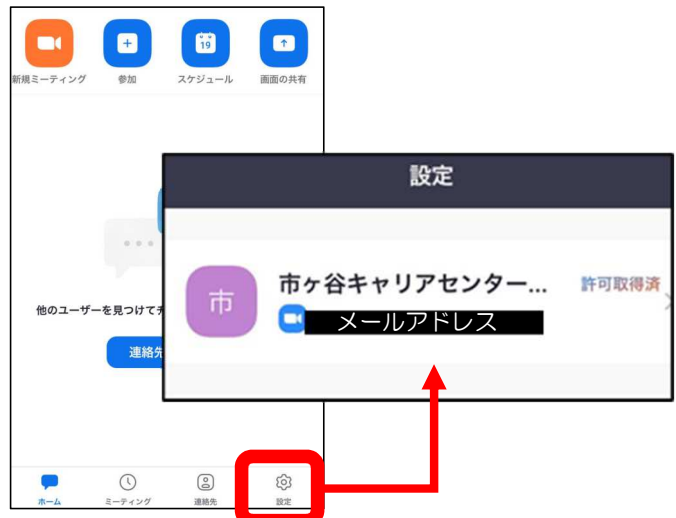 新規ミーティング
参加
19
スケジュール
画面の共有
設定
市ヶ谷キャリアセンター...
許可取得済
市
メールアドレス
他のユーザーを見つけて
連絡先
ホーム
ミーティング
連絡先
設定